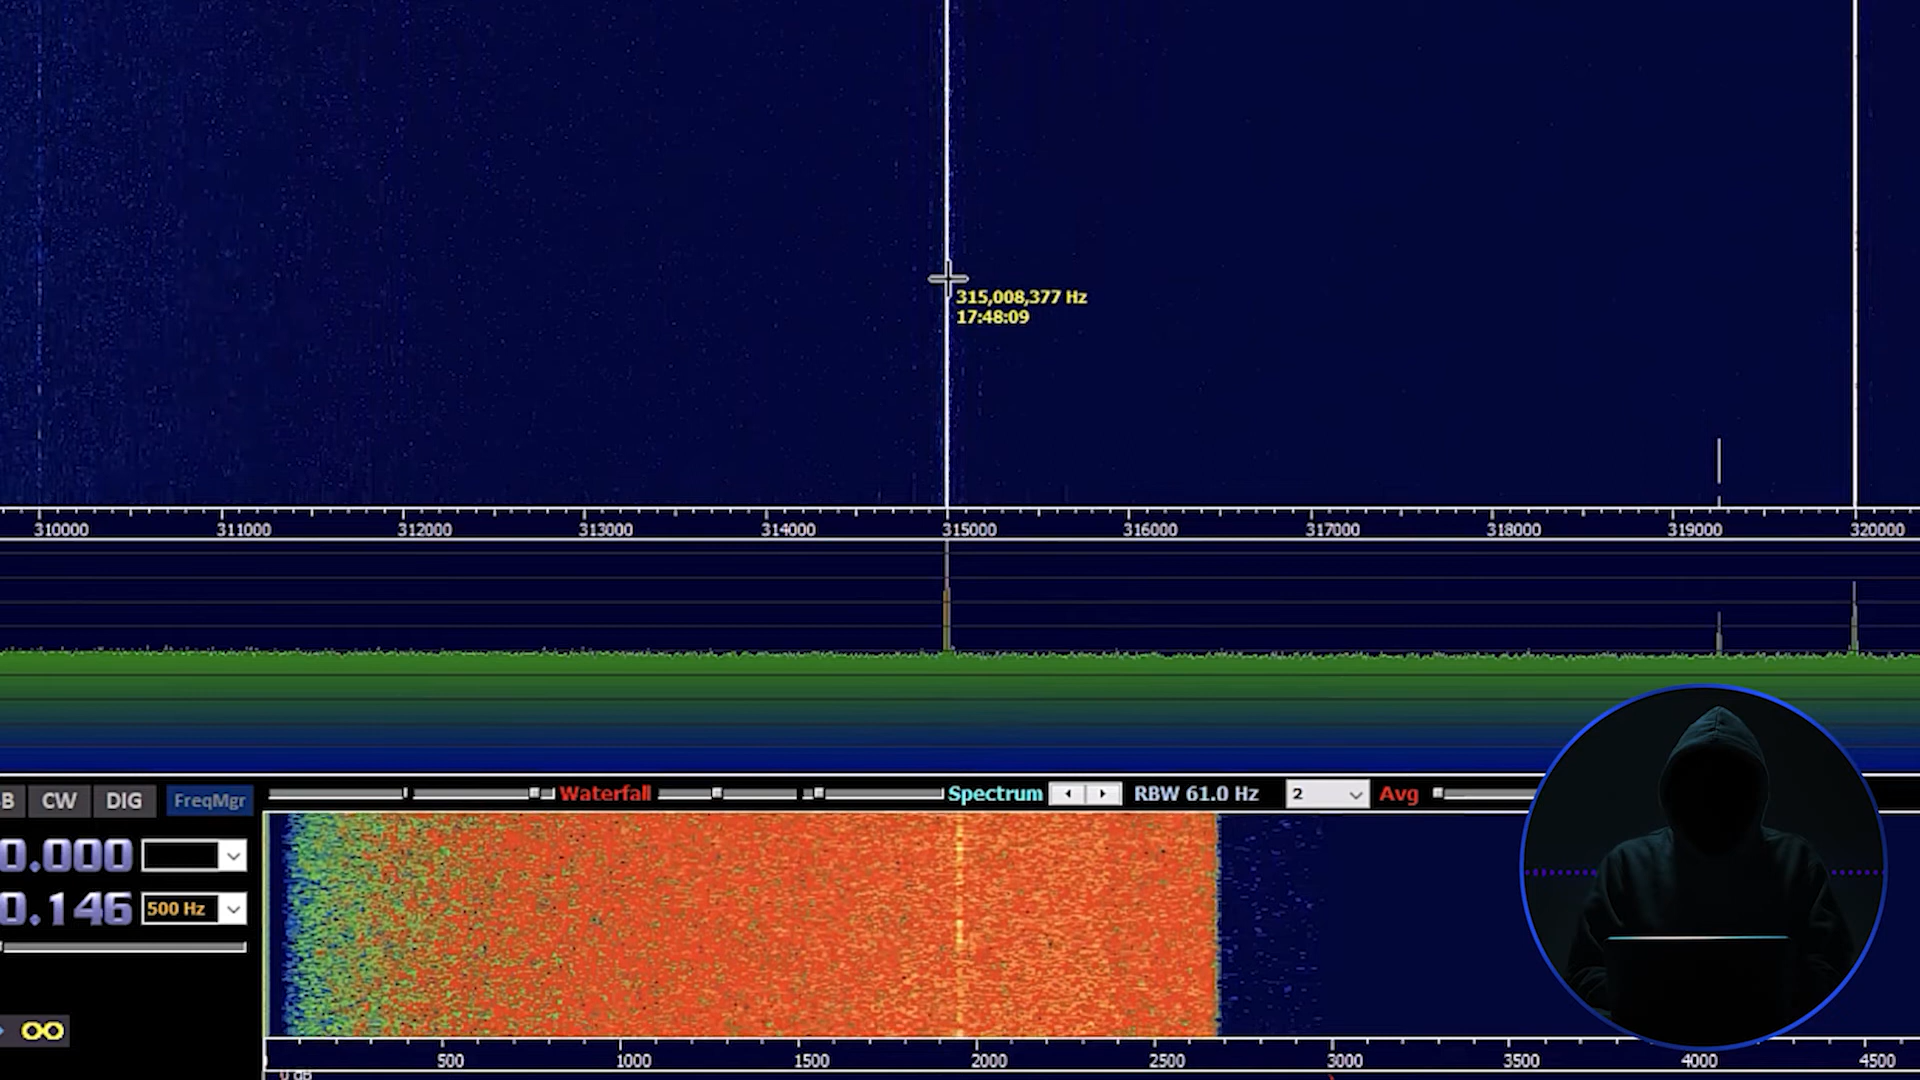 315,008,377 Hz
17:48:09
310000 311000 312000 313000 314000 315000 316000 317000 318000 319000 320000
B CW DIG FreqMgr Waterfall Spectrum RBW 61.0 Hz 2 Avg
0.000
0.146 500 Hz
500 1000 1500 2000 2500 3000 3500 4000 4500
0 dB